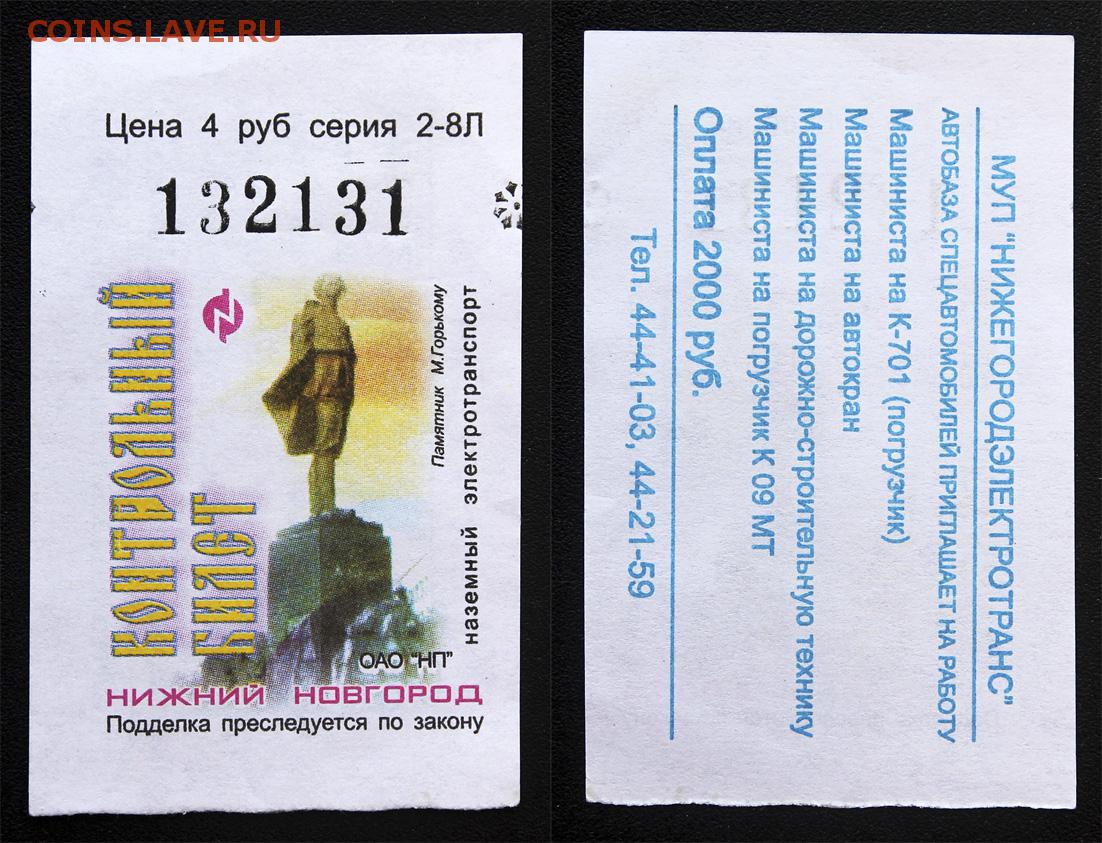 COINS.LAVE.RU
Цена 4 руб серия 2-8Л
132131
КОНТРОЛЬНЫЙ
БИЛЕТ
Памятник М.Горькому
наземный электротранспорт
ОАО "НП"
НИЖНИЙ НОВГОРОД
Подделка преследуется по закону
МУП "НИЖЕГОРОДЭЛЕКТРОТРАНС"
АВТОБАЗА СПЕЦАВТОМОБИЛЕЙ ПРИГЛАШАЕТ НА РАБОТУ
Машиниста на К-701 (погрузчик)
Машиниста на автокран
Машиниста на дорожно-строительную технику
Машиниста на погрузчик К 09 МТ
Оплата 2000 руб.
Тел. 44-41-03, 44-21-59